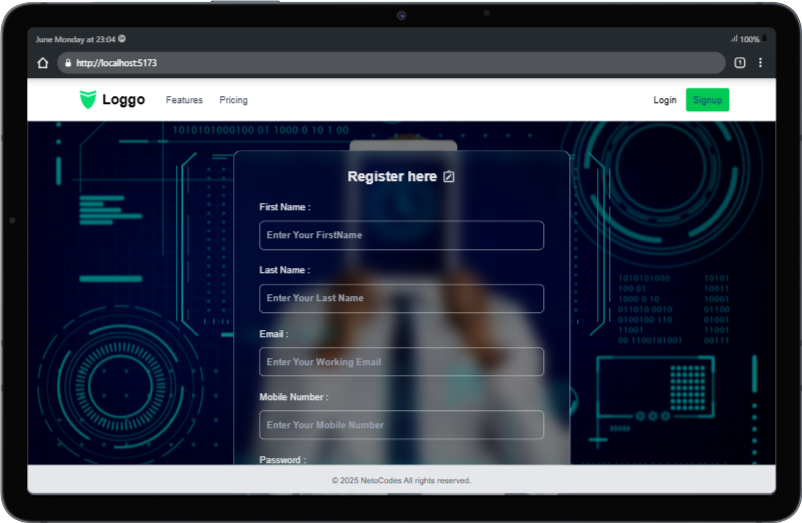 June Monday at 23:04
100%
http://localhost:5173
1
Loggo
Features
Pricing
Login
Signup
1010101000100 01 1000 0 10 1 00
Register here
First Name :
Enter Your FirstName
Last Name :
Enter Your Last Name
Email :
Enter Your Working Email
Mobile Number :
Enter Your Mobile Number
Password :
1010101000 10101
100 01 10011
1000 0 10 10001
011010 0010 01100
0100100 110 01001
11001 11001
00 1100101001 00111
© 2025 NetoCodes All rights reserved.